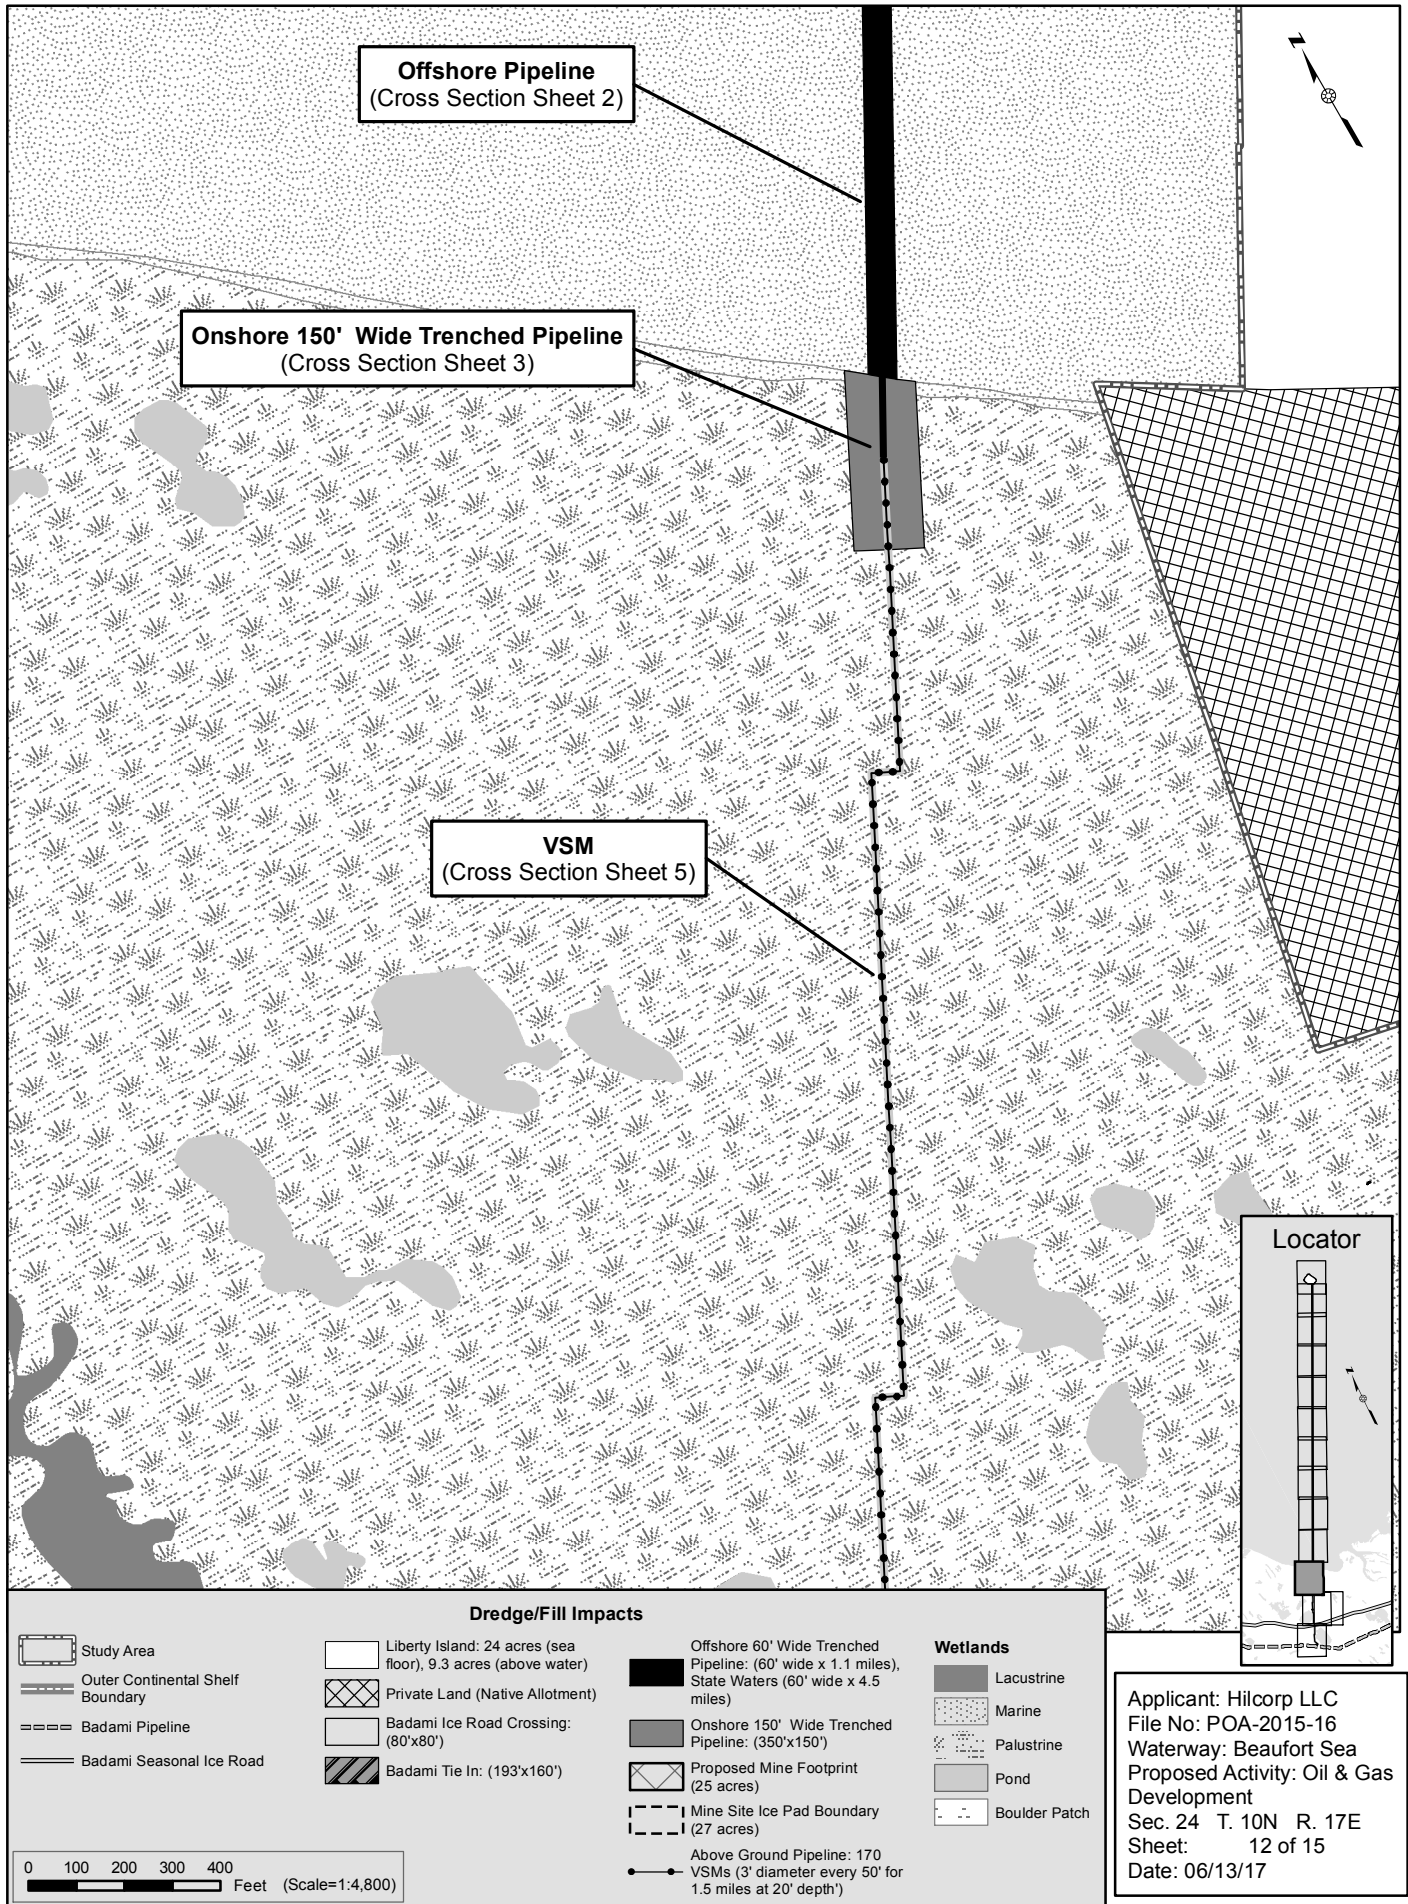 Offshore Pipeline
(Cross Section Sheet 2)
N
Onshore 150'  Wide Trenched Pipeline
(Cross Section Sheet 3)
VSM
(Cross Section Sheet 5)
Locator
N
Dredge/Fill Impacts
Study Area
Outer Continental Shelf
Boundary
Badami Pipeline
Badami Seasonal Ice Road
Liberty Island: 24 acres (sea
floor), 9.3 acres (above water)
Private Land (Native Allotment)
Badami Ice Road Crossing:
(80'x80')
Badami Tie In: (193'x160')
Offshore 60' Wide Trenched
Pipeline: (60' wide x 1.1 miles),
State Waters (60' wide x 4.5
miles)
Onshore 150'  Wide Trenched
Pipeline: (350'x150')
Proposed Mine Footprint
(25 acres)
Mine Site Ice Pad Boundary
(27 acres)
Above Ground Pipeline: 170
VSMs (3' diameter every 50' for
1.5 miles at 20' depth')
Wetlands
Lacustrine
Marine
Palustrine
Pond
Boulder Patch
0 100 200 300 400
Feet (Scale=1:4,800)
Applicant: Hilcorp LLC
File No: POA-2015-16
Waterway: Beaufort Sea
Proposed Activity: Oil & Gas
Development
Sec. 24 T. 10N R. 17E
Sheet: 12 of 15
Date: 06/13/17